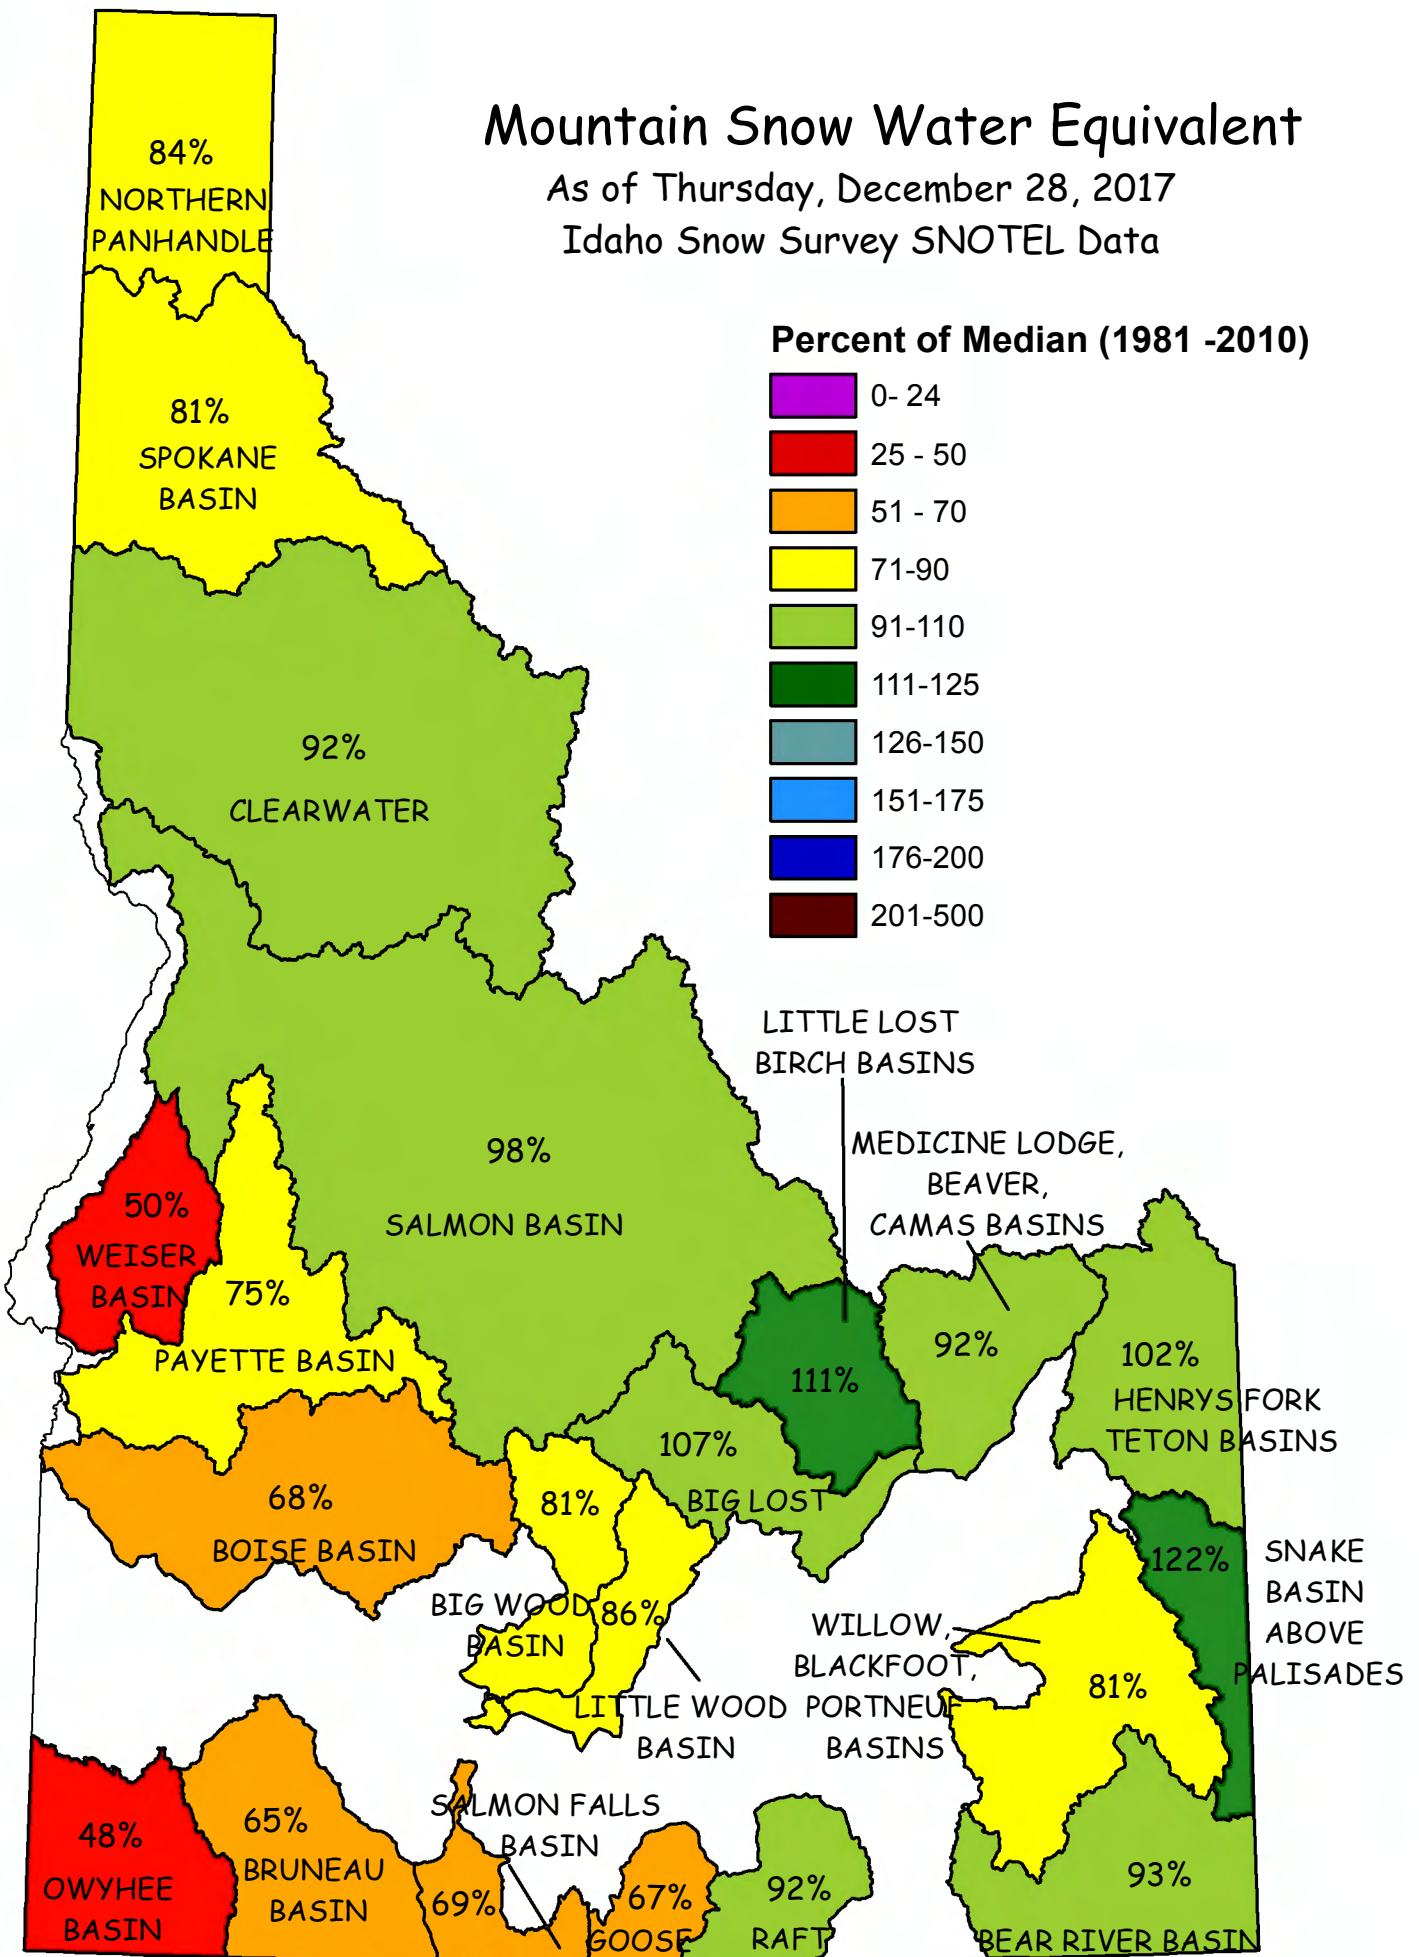 Mountain Snow Water Equivalent
As of Thursday, December 28, 2017
Idaho Snow Survey SNOTEL Data
Percent of Median (1981 -2010)
0- 24
25 - 50
51 - 70
71-90
91-110
111-125
126-150
151-175
176-200
201-500
84%
NORTHERN
PANHANDLE
81%
SPOKANE
BASIN
92%
CLEARWATER
LITTLE LOST
BIRCH BASINS
MEDICINE LODGE,
BEAVER,
CAMAS BASINS
98%
SALMON BASIN
50%
WEISER
BASIN
75%
PAYETTE BASIN
111%
92%
102%
HENRYS FORK
TETON BASINS
107%
BIG LOST
68%
BOISE BASIN
81%
BIG WOOD
BASIN
86%
LITTLE WOOD
BASIN
122%
SNAKE
BASIN
ABOVE
PALISADES
WILLOW,
BLACKFOOT,
PORTNEUF
BASINS
81%
48%
OWYHEE
BASIN
65%
BRUNEAU
BASIN
SALMON FALLS
BASIN
69%
67%
GOOSE
92%
RAFT
93%
BEAR RIVER BASIN